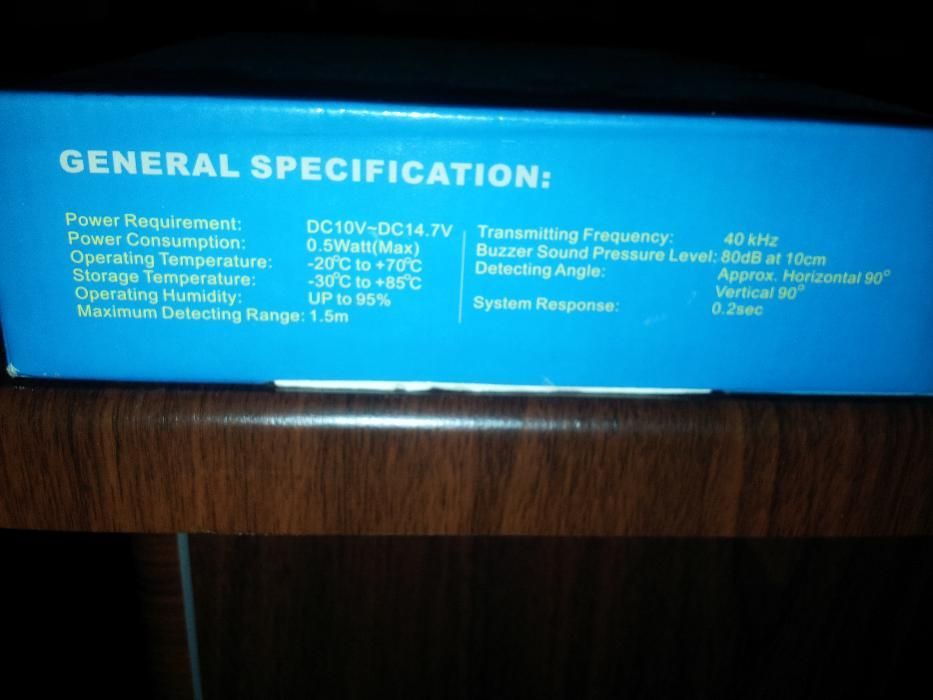 GENERAL SPECIFICATION:
Power Requirement: DC10V~DC14.7V
Power Consumption: 0.5Watt(Max)
Operating Temperature: -20°C to +70°C
Storage Temperature: -30°C to +85°C
Operating Humidity: UP to 95%
Maximum Detecting Range: 1.5m
Transmitting Frequency: 40 kHz
Buzzer Sound Pressure Level: 80dB at 10cm
Detecting Angle: Approx. Horizontal 90°
Vertical 90°
System Response: 0.2sec